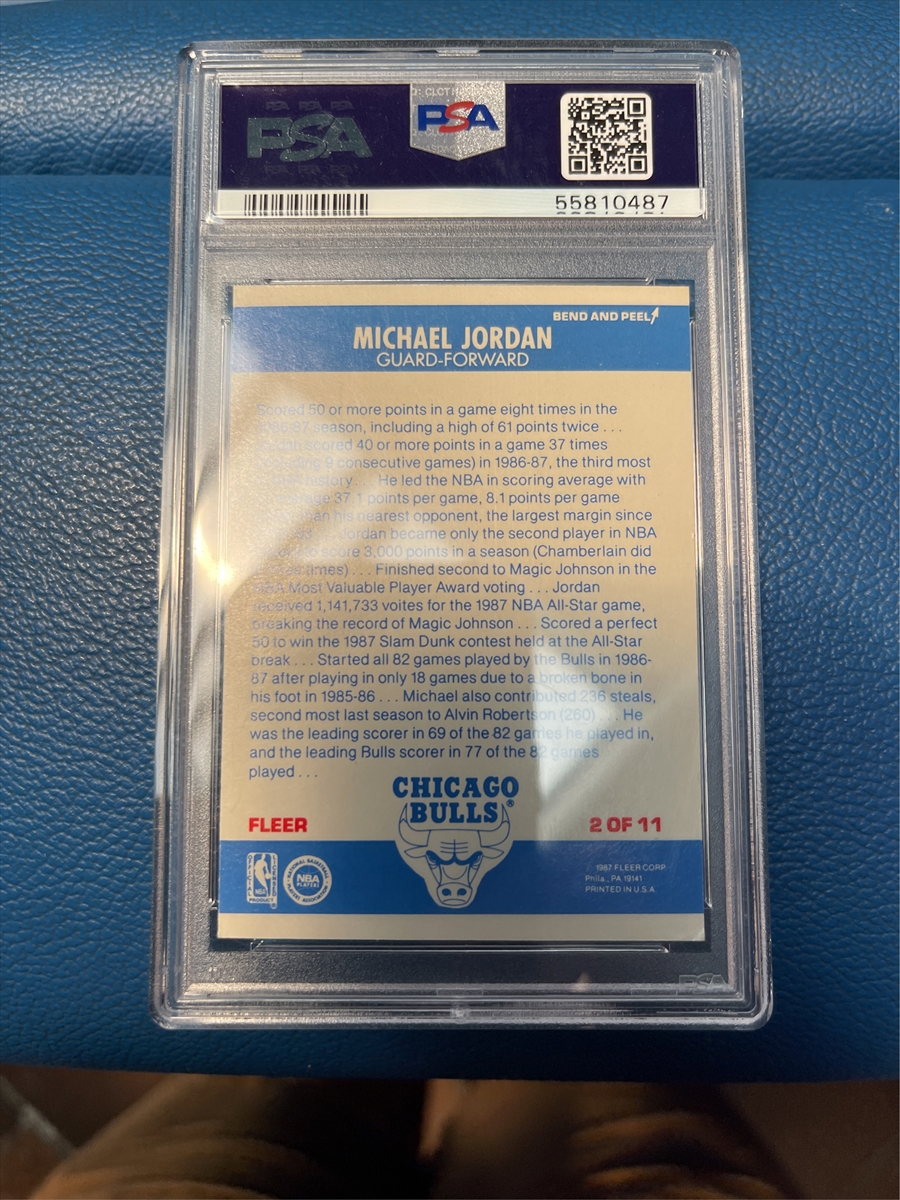 PSA
PSA
55810487
BEND AND PEEL
MICHAEL JORDAN
GUARD-FORWARD
Scored 50 or more points in a game eight times in the
season, including a high of 61 points twice . . .
scored 40 or more points in a game 37 times
9 consecutive games) in 1986-87, the third most
history. . . He led the NBA in scoring average with
37.1 points per game, 8.1 points per game
than his nearest opponent, the largest margin since
. . . Jordan became only the second player in NBA
to score 3,000 points in a season (Chamberlain did
times) . . . Finished second to Magic Johnson in the
NBA Most Valuable Player Award voting . . . Jordan
received 1,141,733 voites for the 1987 NBA All-Star game,
breaking the record of Magic Johnson . . . Scored a perfect
50 to win the 1987 Slam Dunk contest held at the All-Star
break . . . Started all 82 games played by the Bulls in 1986-
87 after playing in only 18 games due to a broken bone in
his foot in 1985-86 . . . Michael also contributed 236 steals,
second most last season to Alvin Robertson (260) . . . He
was the leading scorer in 69 of the 82 games he played in,
and the leading Bulls scorer in 77 of the 82 games
played . . .
CHICAGO
BULLS®
FLEER
2 OF 11
NBA
PLAYERS
© 1987 FLEER CORP
Phila., PA 19141
PRINTED IN U.S.A.
PSA